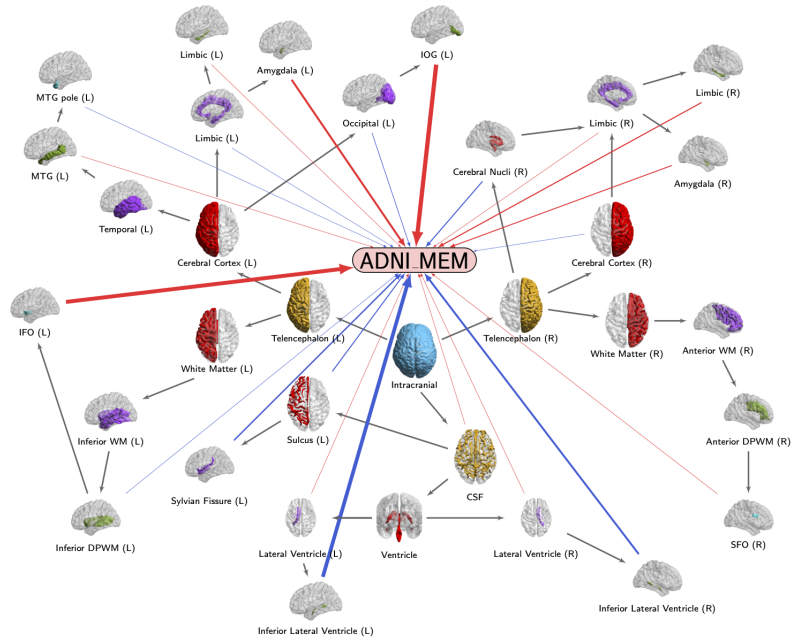 Limbic (L)
Amygdala (L)
IOG (L)
Limbic (R)
MTG pole (L)
Limbic (L)
Occipital (L)
Limbic (R)
MTG (L)
Cerebral Nucli (R)
Amygdala (R)
Temporal (L)
Cerebral Cortex (L)
ADNI_MEM
Cerebral Cortex (R)
IFO (L)
Telencephalon (L)
Telencephalon (R)
White Matter (L)
White Matter (R)
Anterior WM (R)
Intracranial
Inferior WM (L)
Sulcus (L)
Anterior DPWM (R)
Sylvian Fissure (L)
CSF
Inferior DPWM (L)
Lateral Ventricle (L)
Ventricle
Lateral Ventricle (R)
SFO (R)
Inferior Lateral Ventricle (L)
Inferior Lateral Ventricle (R)